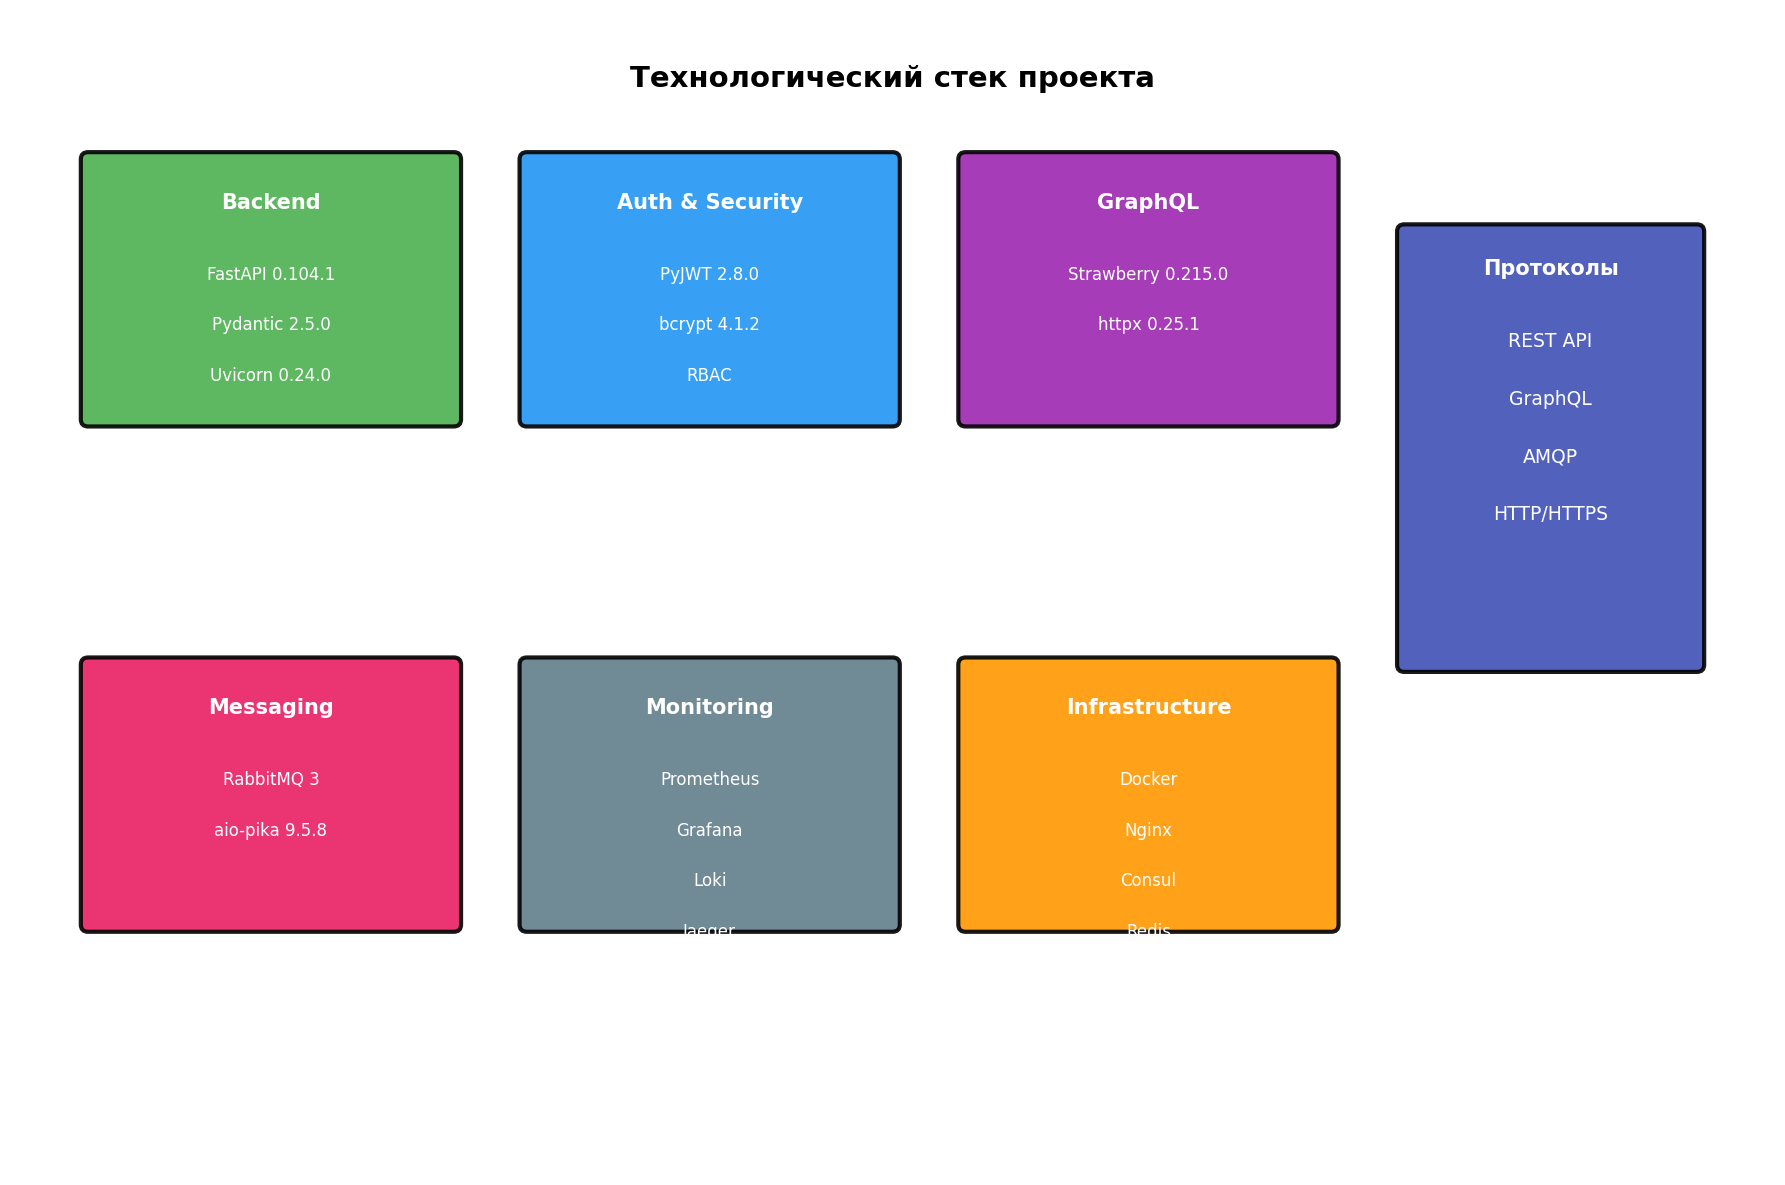 Технологический стек проекта
Backend
FastAPI 0.104.1
Pydantic 2.5.0
Uvicorn 0.24.0
Auth & Security
PyJWT 2.8.0
bcrypt 4.1.2
RBAC
GraphQL
Strawberry 0.215.0
httpx 0.25.1
Протоколы
REST API
GraphQL
AMQP
HTTP/HTTPS
Messaging
RabbitMQ 3
aio-pika 9.5.8
Monitoring
Prometheus
Grafana
Loki
Jaeger
Infrastructure
Docker
Nginx
Consul
Redis